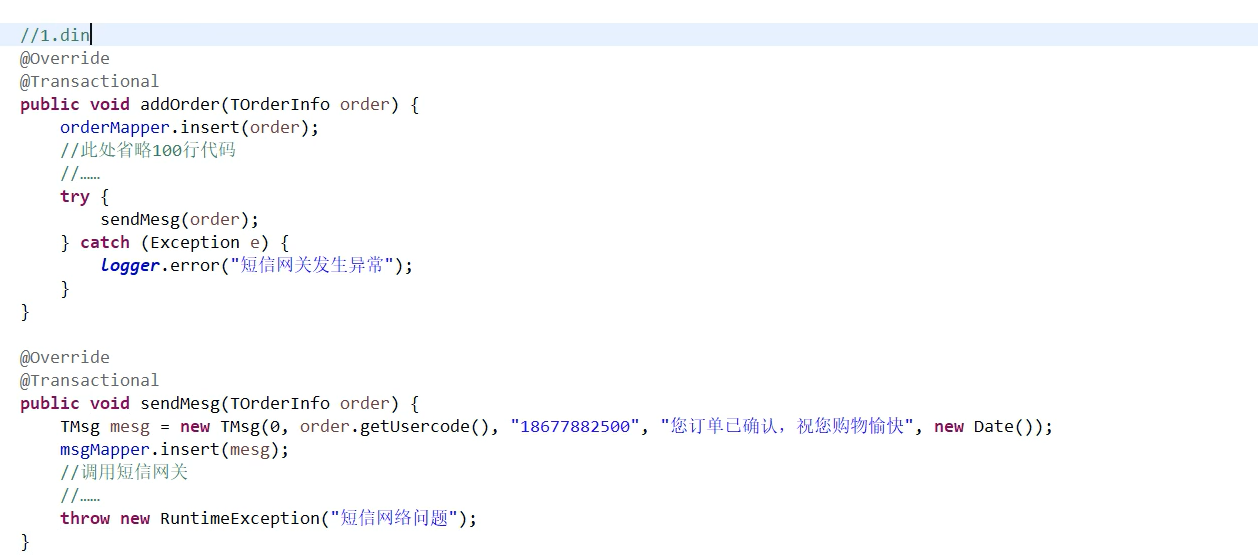 //1.din
@Override
@Transactional
public void addOrder(TOrderInfo order) {
    orderMapper.insert(order);
    //此处省略100行代码
    //……
    try {
        sendMesg(order);
    } catch (Exception e) {
        logger.error("短信网关发生异常");
    }
}

@Override
@Transactional
public void sendMesg(TOrderInfo order) {
    TMsg mesg = new TMsg(0, order.getUsercode(), "18677882500", "您订单已确认，祝您购物愉快", new Date());
    msgMapper.insert(mesg);
    //调用短信网关
    //……
    throw new RuntimeException("短信网络问题");
}